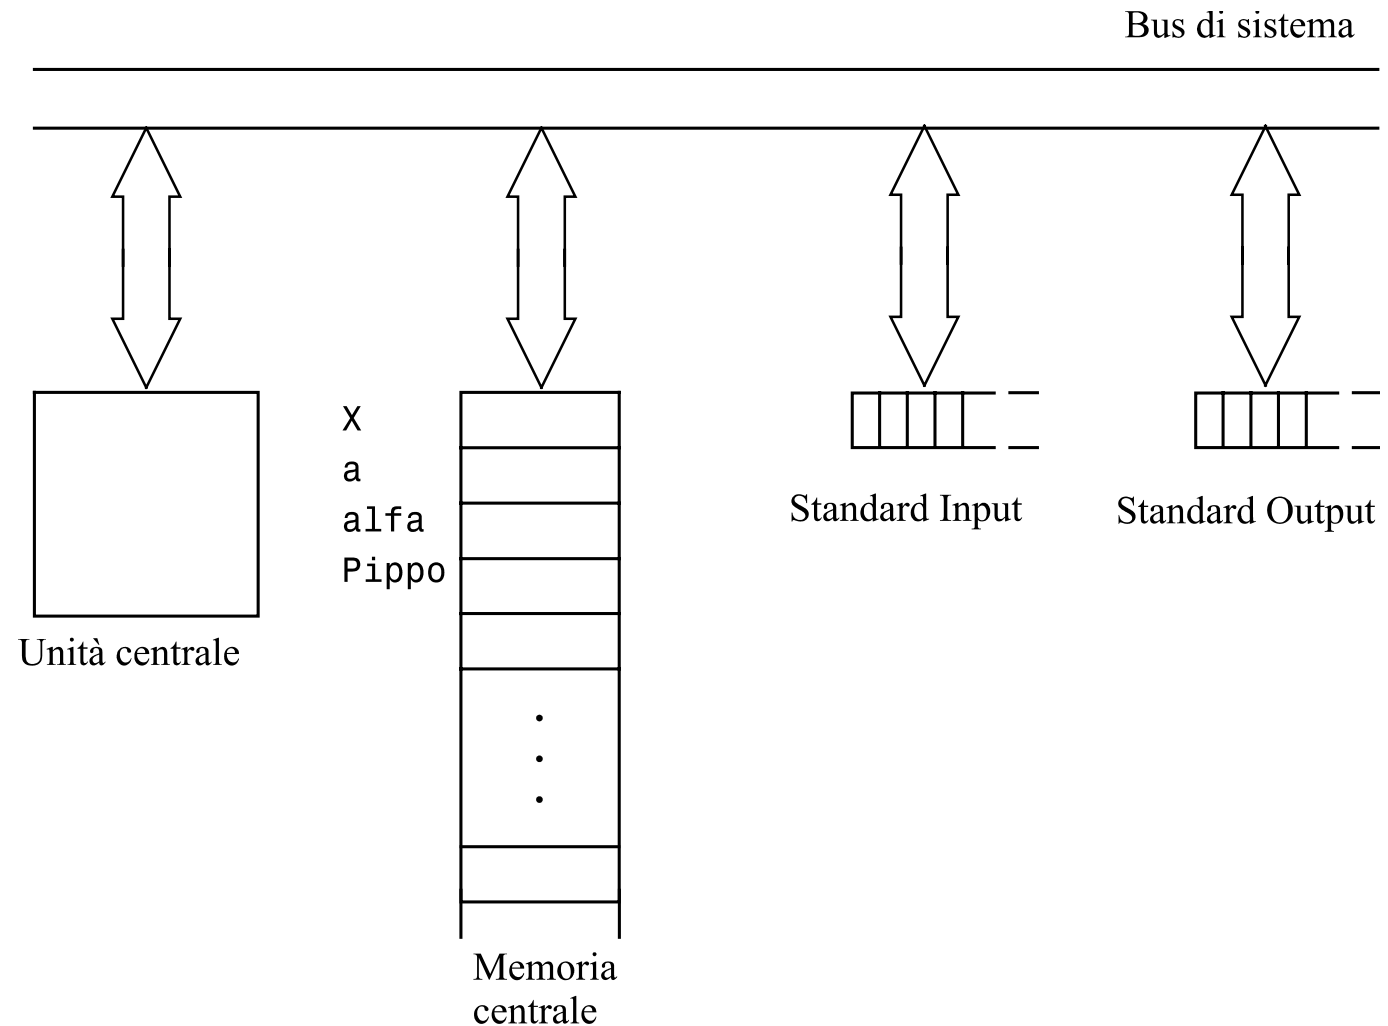 Bus di sistema
X
a
alfa
Pippo
Standard Input
Standard Output
Unità centrale
Memoria
centrale